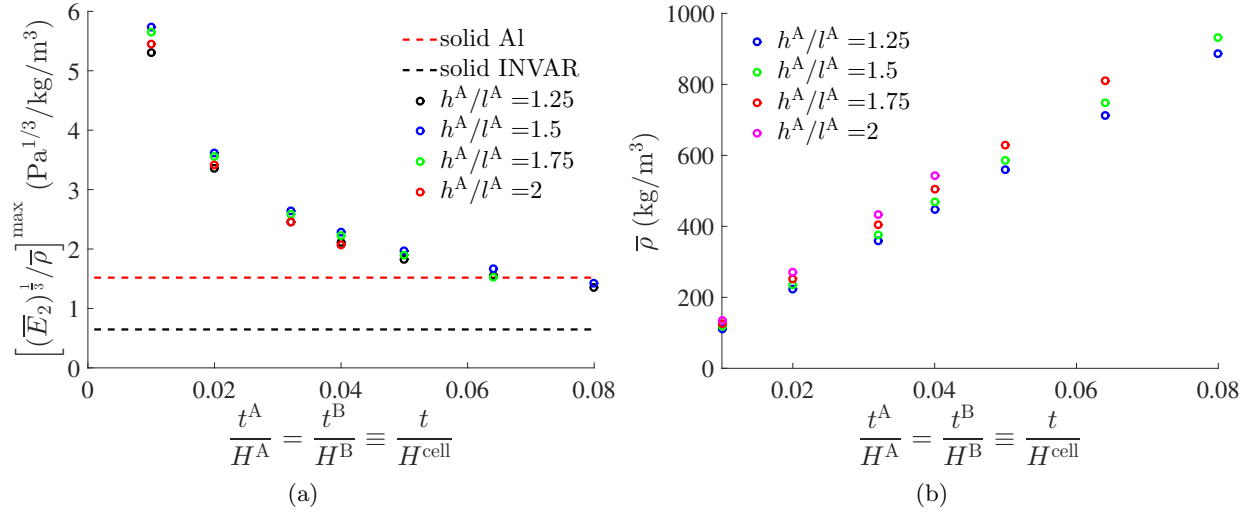 6
5
4
3
2
1
0
[(E̅₂)^{1/3}/ρ̅]^{max} (Pa^{1/3}/kg/m³)
solid Al
solid INVAR
h^A/l^A =1.25
h^A/l^A =1.5
h^A/l^A =1.75
h^A/l^A =2
0 0.02 0.04 0.06 0.08
t^A/H^A = t^B/H^B ≡ t/H^cell
(a)
1000
800
600
400
200
0
ρ̅ (kg/m³)
h^A/l^A =1.25
h^A/l^A =1.5
h^A/l^A =1.75
h^A/l^A =2
0.02 0.04 0.06 0.08
t^A/H^A = t^B/H^B ≡ t/H^cell
(b)